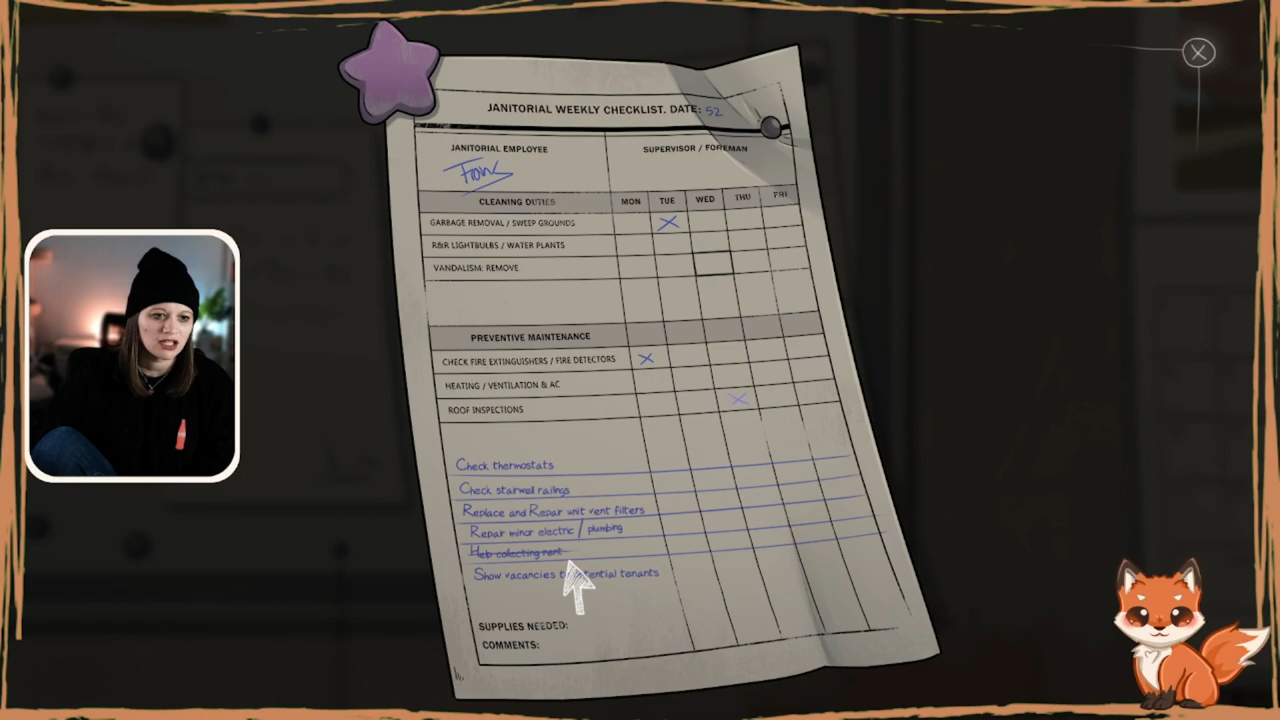 JANITORIAL WEEKLY CHECKLIST. DATE: 52
JANITORIAL EMPLOYEE
SUPERVISOR / FOREMAN
CLEANING DUTIES MON TUE WED THU FRI
GARBAGE REMOVAL / SWEEP GROUNDS X
R&R LIGHTBULBS / WATER PLANTS
VANDALISM: REMOVE
PREVENTIVE MAINTENANCE
CHECK FIRE EXTINGUISHERS / FIRE DETECTORS X
HEATING / VENTILATION & AC
ROOF INSPECTIONS X
Check thermostats
Check stairwell railings
Replace and Repair unit vent filters
Repair minor electric / plumbing
colecting rent
Show vacancies tenants
SUPPLIES NEEDED:
COMMENTS: